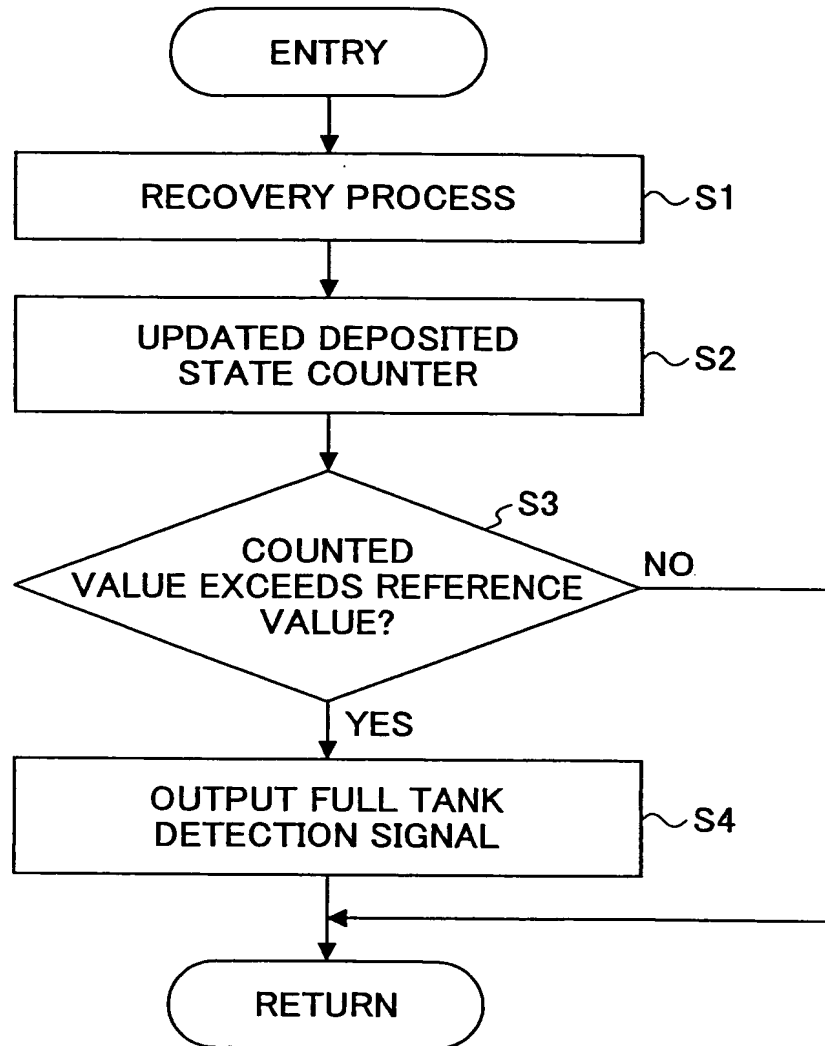 ENTRY
RECOVERY PROCESS
S1
UPDATED DEPOSITED
STATE COUNTER
S2
S3
COUNTED
VALUE EXCEEDS REFERENCE
VALUE?
NO
YES
OUTPUT FULL TANK
DETECTION SIGNAL
S4
RETURN